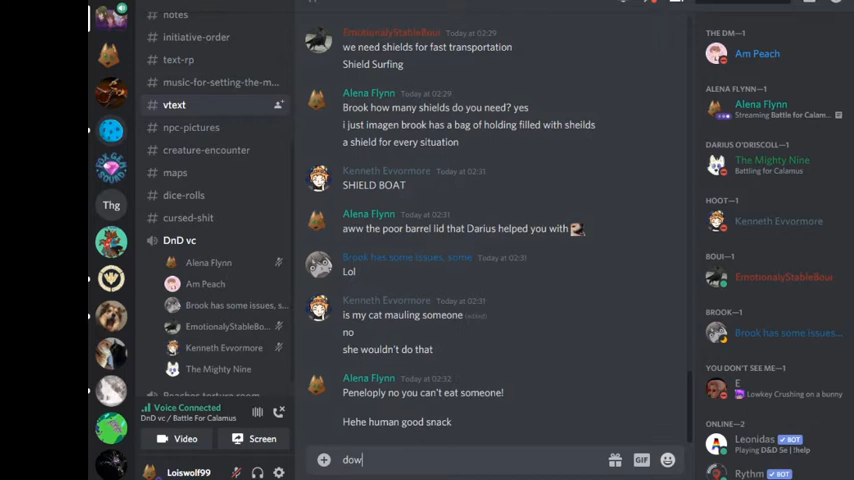 # notes
# initiative-order
# text-rp
# music-for-setting-the-m...
# vtext
# npc-pictures
# creature-encounter
# maps
# dice-rolls
# cursed-shit
DnD vc
Alena Flynn
Am Peach
Brook has some issues, s...
EmotionalyStableBo...
Kenneth Evvormore
The Mighty Nine
Thg
Voice Connected
DnD vc / Battle For Calamus
Video
Screen
Loiswolf99
EmotionalyStableBoui Today at 02:29
we need shields for fast transportation
Shield Surfing
Alena Flynn Today at 02:29
Brook how many shields do you need? yes
i just imagen brook has a bag of holding filled with sheilds
a shield for every situation
Kenneth Evvormore Today at 02:31
SHIELD BOAT
Alena Flynn Today at 02:31
aww the poor barrel lid that Darius helped you with
Brook has some issues, some Today at 02:31
Lol
Kenneth Evvormore Today at 02:31
is my cat mauling someone (edited)
no
she wouldn't do that
Alena Flynn Today at 02:32
Peneloply no you can't eat someone!
Hehe human good snack
dow
GIF
THE DM—1
Am Peach
ALENA FLYNN—1
Alena Flynn
Streaming Battle for Calam...
DARIUS O'DRISCOLL—1
The Mighty Nine
Battling for Calamus
HOOT—1
Kenneth Evvormore
BOUI—1
EmotionalyStableBoui
BROOK—1
Brook has some issues...
YOU DON'T SEE ME—1
E
Lowkey Crushing on a bunny
ONLINE—2
Leonidas BOT
Playing D&D 5e | !help
Rythm BOT